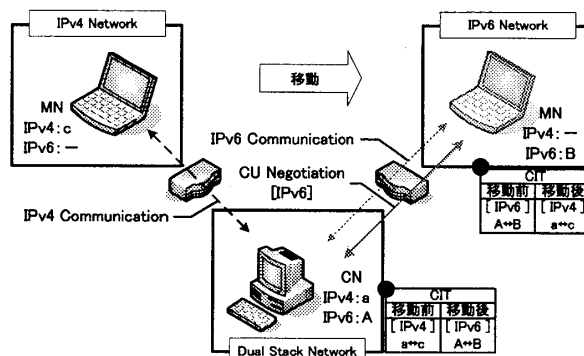 IPv4 Network
IPv6 Network
移動
MN
IPv4:c
IPv6:—
MN
IPv4:—
IPv6:B
IPv6 Communication
CU Negotiation
[IPv6]
IPv4 Communication
CIT
移動前 移動後
[IPv6] [IPv4]
A↔B a↔c
CN
IPv4:a
IPv6:A
CIT
移動前 移動後
[IPv4] [IPv6]
a↔c A↔B
Dual Stack Network